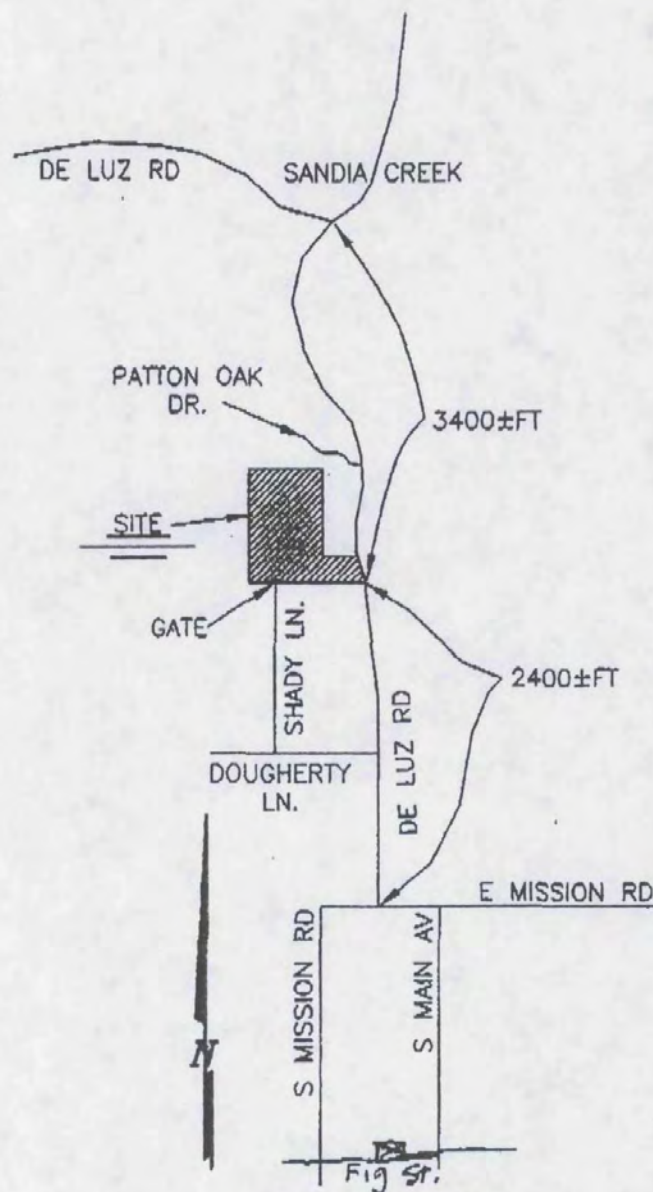 DE LUZ RD
SANDIA CREEK
PATTON OAK
DR.
3400±FT
SITE
GATE
SHADY LN.
2400±FT
DE LUZ RD
DOUGHERTY
LN.
E MISSION RD
S MISSION RD
S MAIN AV
N
Fig St.